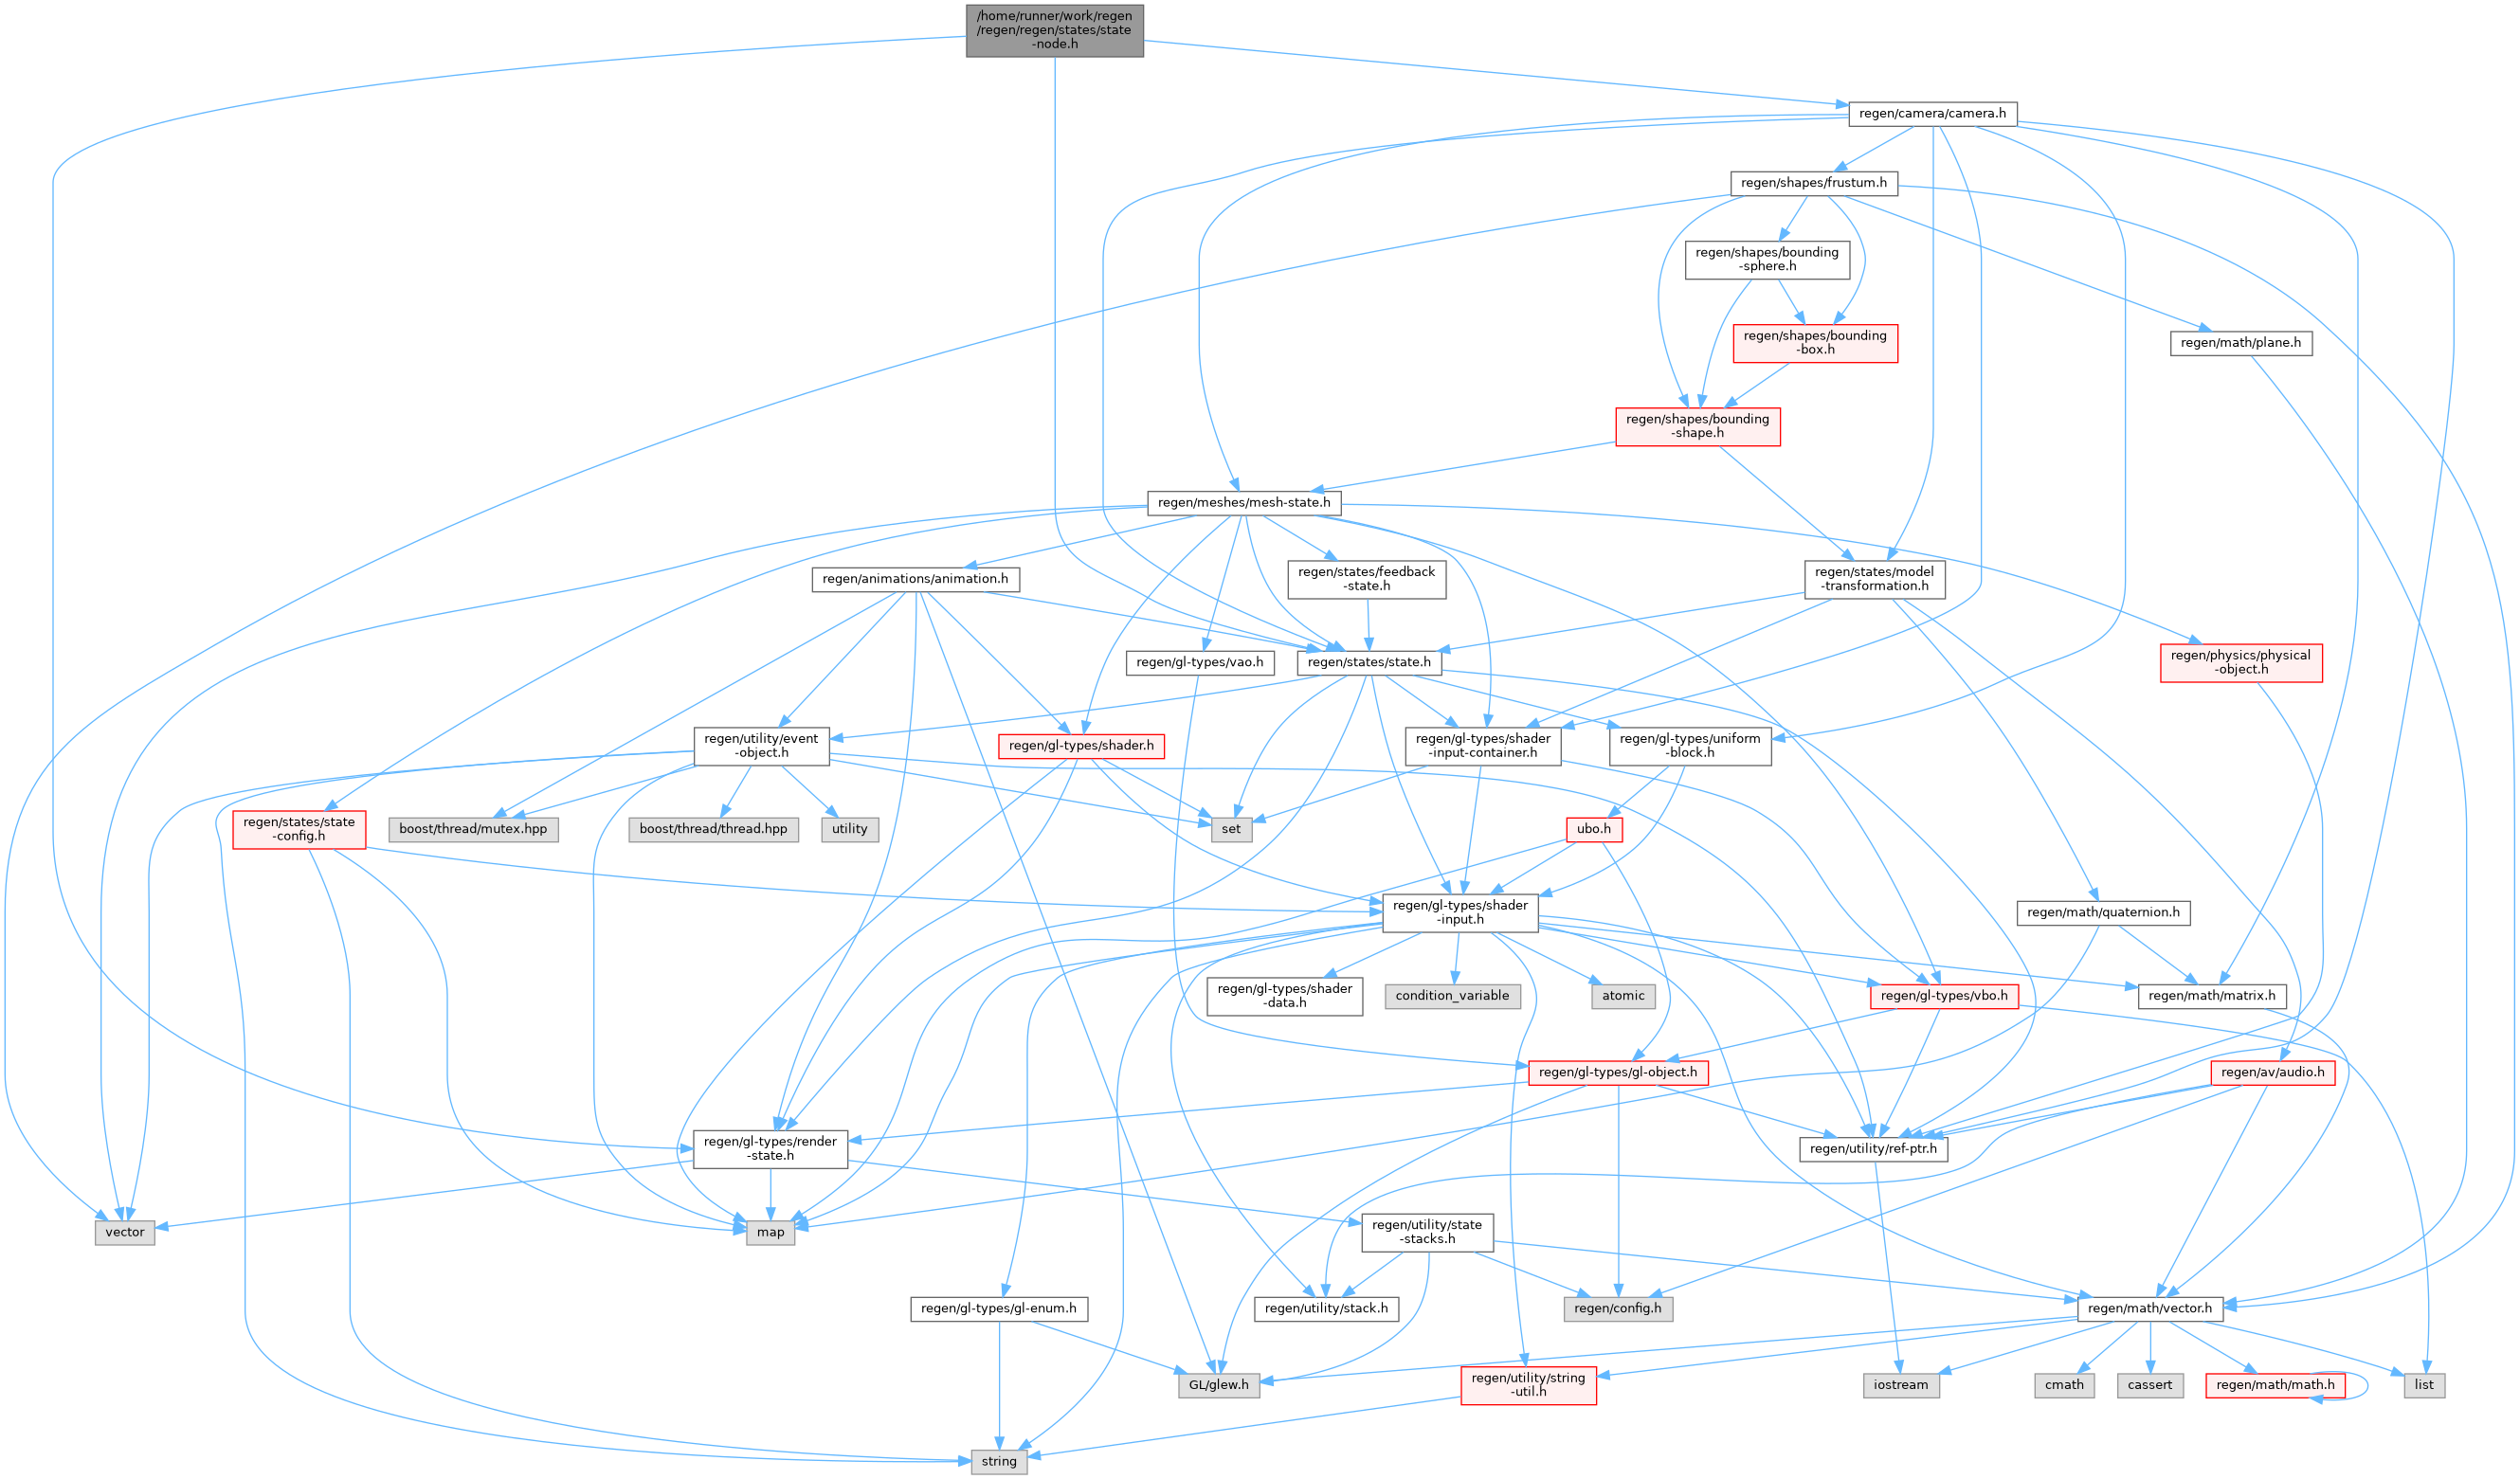 /home/runner/work/regen
/regen/regen/states/state
-node.h
regen/camera/camera.h
regen/shapes/frustum.h
regen/shapes/bounding
-sphere.h
regen/shapes/bounding
-box.h
regen/math/plane.h
regen/shapes/bounding
-shape.h
regen/meshes/mesh-state.h
regen/animations/animation.h
regen/states/feedback
-state.h
regen/states/model
-transformation.h
regen/gl-types/vao.h
regen/states/state.h
regen/physics/physical
-object.h
regen/utility/event
-object.h
regen/gl-types/shader.h
regen/gl-types/shader
-input-container.h
regen/gl-types/uniform
-block.h
regen/states/state
-config.h
boost/thread/mutex.hpp
boost/thread/thread.hpp
utility
set
ubo.h
regen/gl-types/shader
-input.h
regen/math/quaternion.h
regen/gl-types/shader
-data.h
condition_variable
atomic
regen/gl-types/vbo.h
regen/math/matrix.h
regen/gl-types/gl-object.h
regen/av/audio.h
regen/gl-types/render
-state.h
regen/utility/ref-ptr.h
vector
map
regen/utility/state
-stacks.h
regen/gl-types/gl-enum.h
regen/utility/stack.h
regen/config.h
regen/math/vector.h
GL/glew.h
regen/utility/string
-util.h
iostream
cmath
cassert
regen/math/math.h
list
string